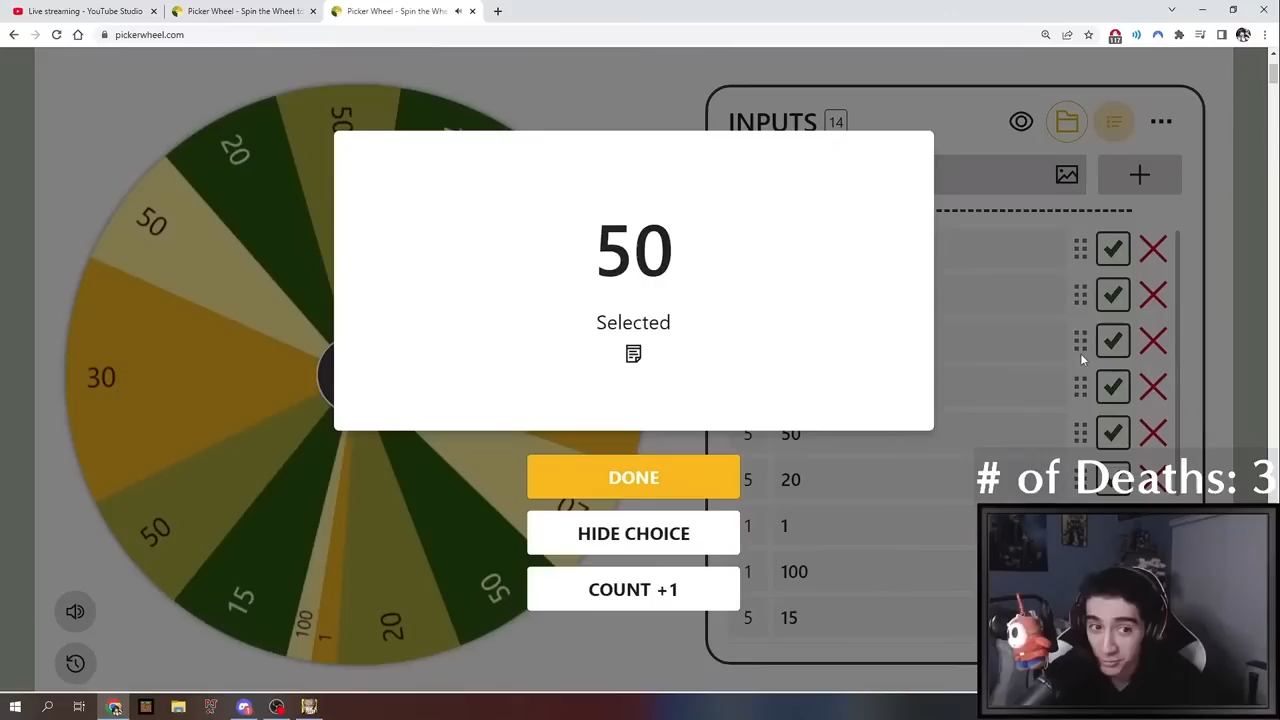 Live streaming - YouTube Studio
Picker Wheel - Spin the Wheel to
Picker Wheel - Spin the Whe
pickerwheel.com
117
INPUTS 14
50
20
50
30
50
15
100
1
20
50
50
Selected
DONE
HIDE CHOICE
COUNT +1
5 50
5 20
1 1
1 100
5 15
# of Deaths: 3